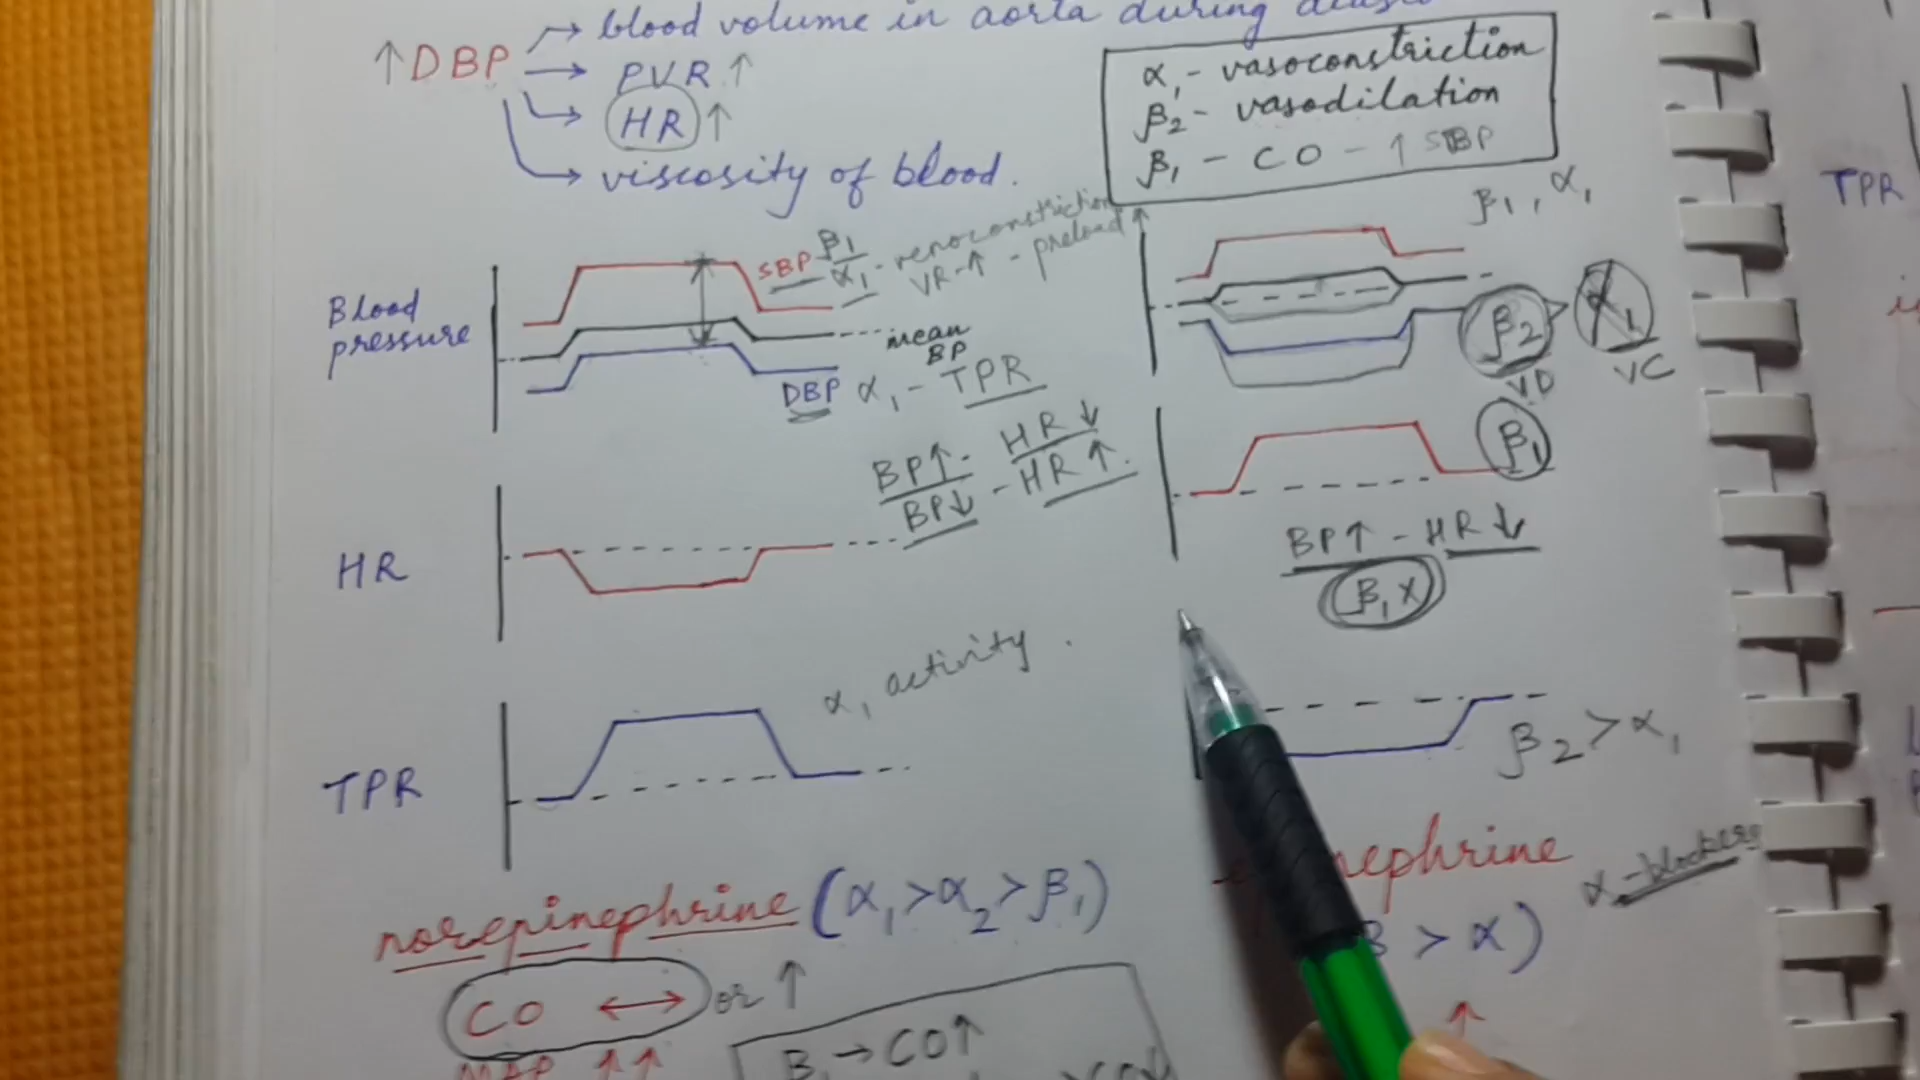 blood volume in aorta during
↑DBP → PVR ↑
HR ↑
→ viscosity of blood.
α₁ - vasoconstriction
β₂ - vasodilation
β₁ - CO - ↑ SBP
β₁, α₁
Blood pressure
SBP β₁
α₁ - venoconstriction
VR-↑ - preload ↑
mean BP
DBP α₁ - TPR
β₂ > α₁
VD VC
BP↑ - HR↓
BP↓ - HR↑.
β₁
HR
BP↑ - HR↓
β₁ X
TPR
α₁ activity.
β₂ > α₁
norepinephrine (α₁>α₂>β₁)
nephrine
β > α)
α-blockers
CO ↔ or ↑
MAP ↑↑
β₁ → CO↑
↑
TPR